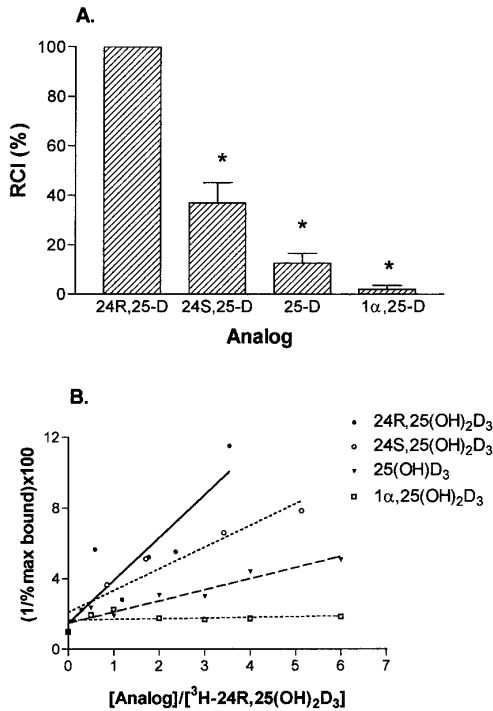 A.
RCI (%)
100
80
60
40
20
0
*
*
*
24R,25-D 24S,25-D 25-D 1α,25-D
Analog
B.
24R,25(OH)₂D₃
24S,25(OH)₂D₃
25(OH)D₃
1α,25(OH)₂D₃
(1/%max bound)x100
12
8
4
0
0 1 2 3 4 5 6 7
[Analog]/[³H-24R,25(OH)₂D₃]